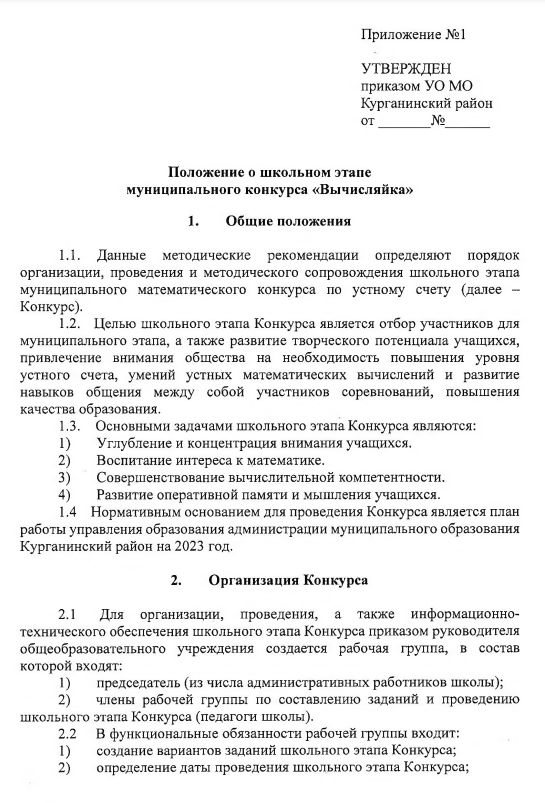 Приложение №1
УТВЕРЖДЕН
приказом УО МО
Курганинский район
от _______№______
Положение о школьном этапе
муниципального конкурса «Вычисляйка»
1. Общие положения
1.1. Данные методические рекомендации определяют порядок
организации, проведения и методического сопровождения школьного этапа
муниципального математического конкурса по устному счету (далее –
Конкурс).
1.2. Целью школьного этапа Конкурса является отбор участников для
муниципального этапа, а также развитие творческого потенциала учащихся,
привлечение внимания общества на необходимость повышения уровня
устного счета, умений устных математических вычислений и развитие
навыков общения между собой участников соревнований, повышения
качества образования.
1.3. Основными задачами школьного этапа Конкурса являются:
1) Углубление и концентрация внимания учащихся.
2) Воспитание интереса к математике.
3) Совершенствование вычислительной компетентности.
4) Развитие оперативной памяти и мышления учащихся.
1.4 Нормативным основанием для проведения Конкурса является план
работы управления образования администрации муниципального образования
Курганинский район на 2023 год.
2. Организация Конкурса
2.1 Для организации, проведения, а также информационно-
технического обеспечения школьного этапа Конкурса приказом руководителя
общеобразовательного учреждения создается рабочая группа, в состав
которой входят:
1) председатель (из числа административных работников школы);
2) члены рабочей группы по составлению заданий и проведению
школьного этапа Конкурса (педагоги школы).
2.2 В функциональные обязанности рабочей группы входит:
1) создание вариантов заданий школьного этапа Конкурса;
2) определение даты проведения школьного этапа Конкурса;